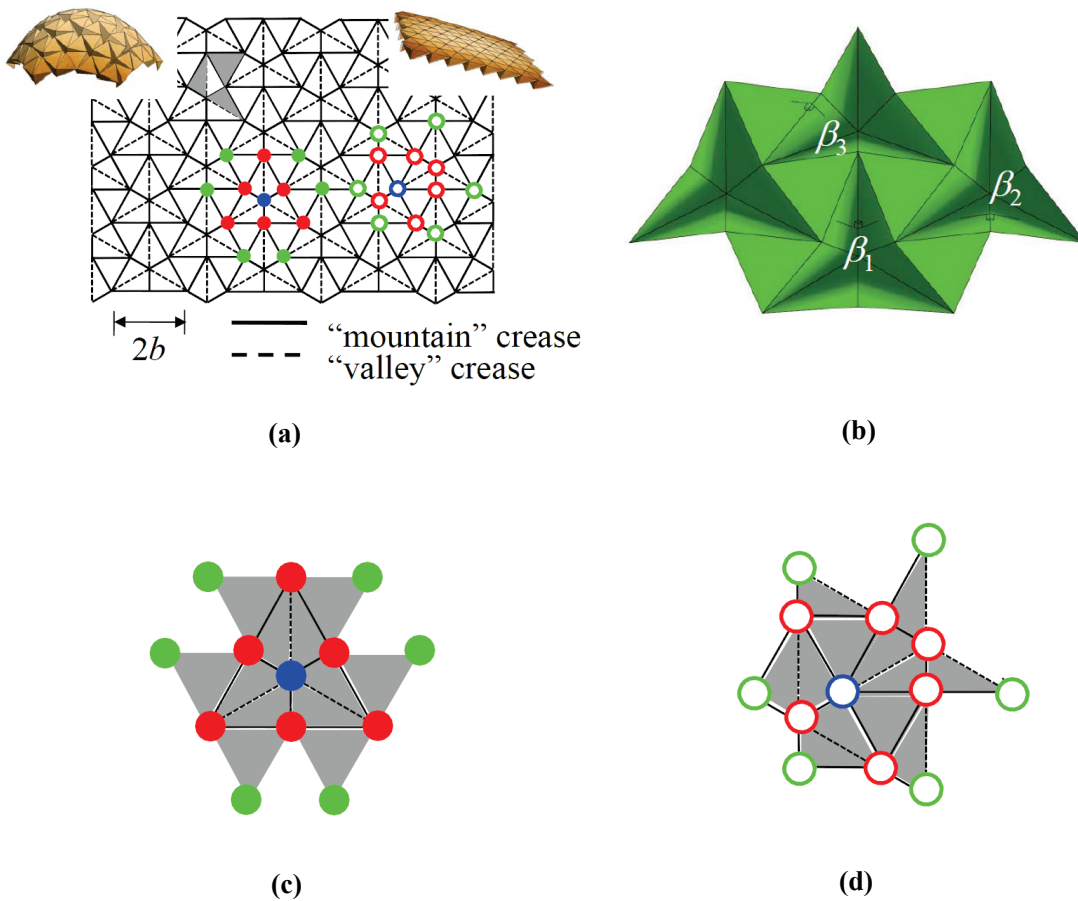 2b
“mountain” crease
“valley” crease
(a)
β3
β2
β1
(b)
(c)
(d)